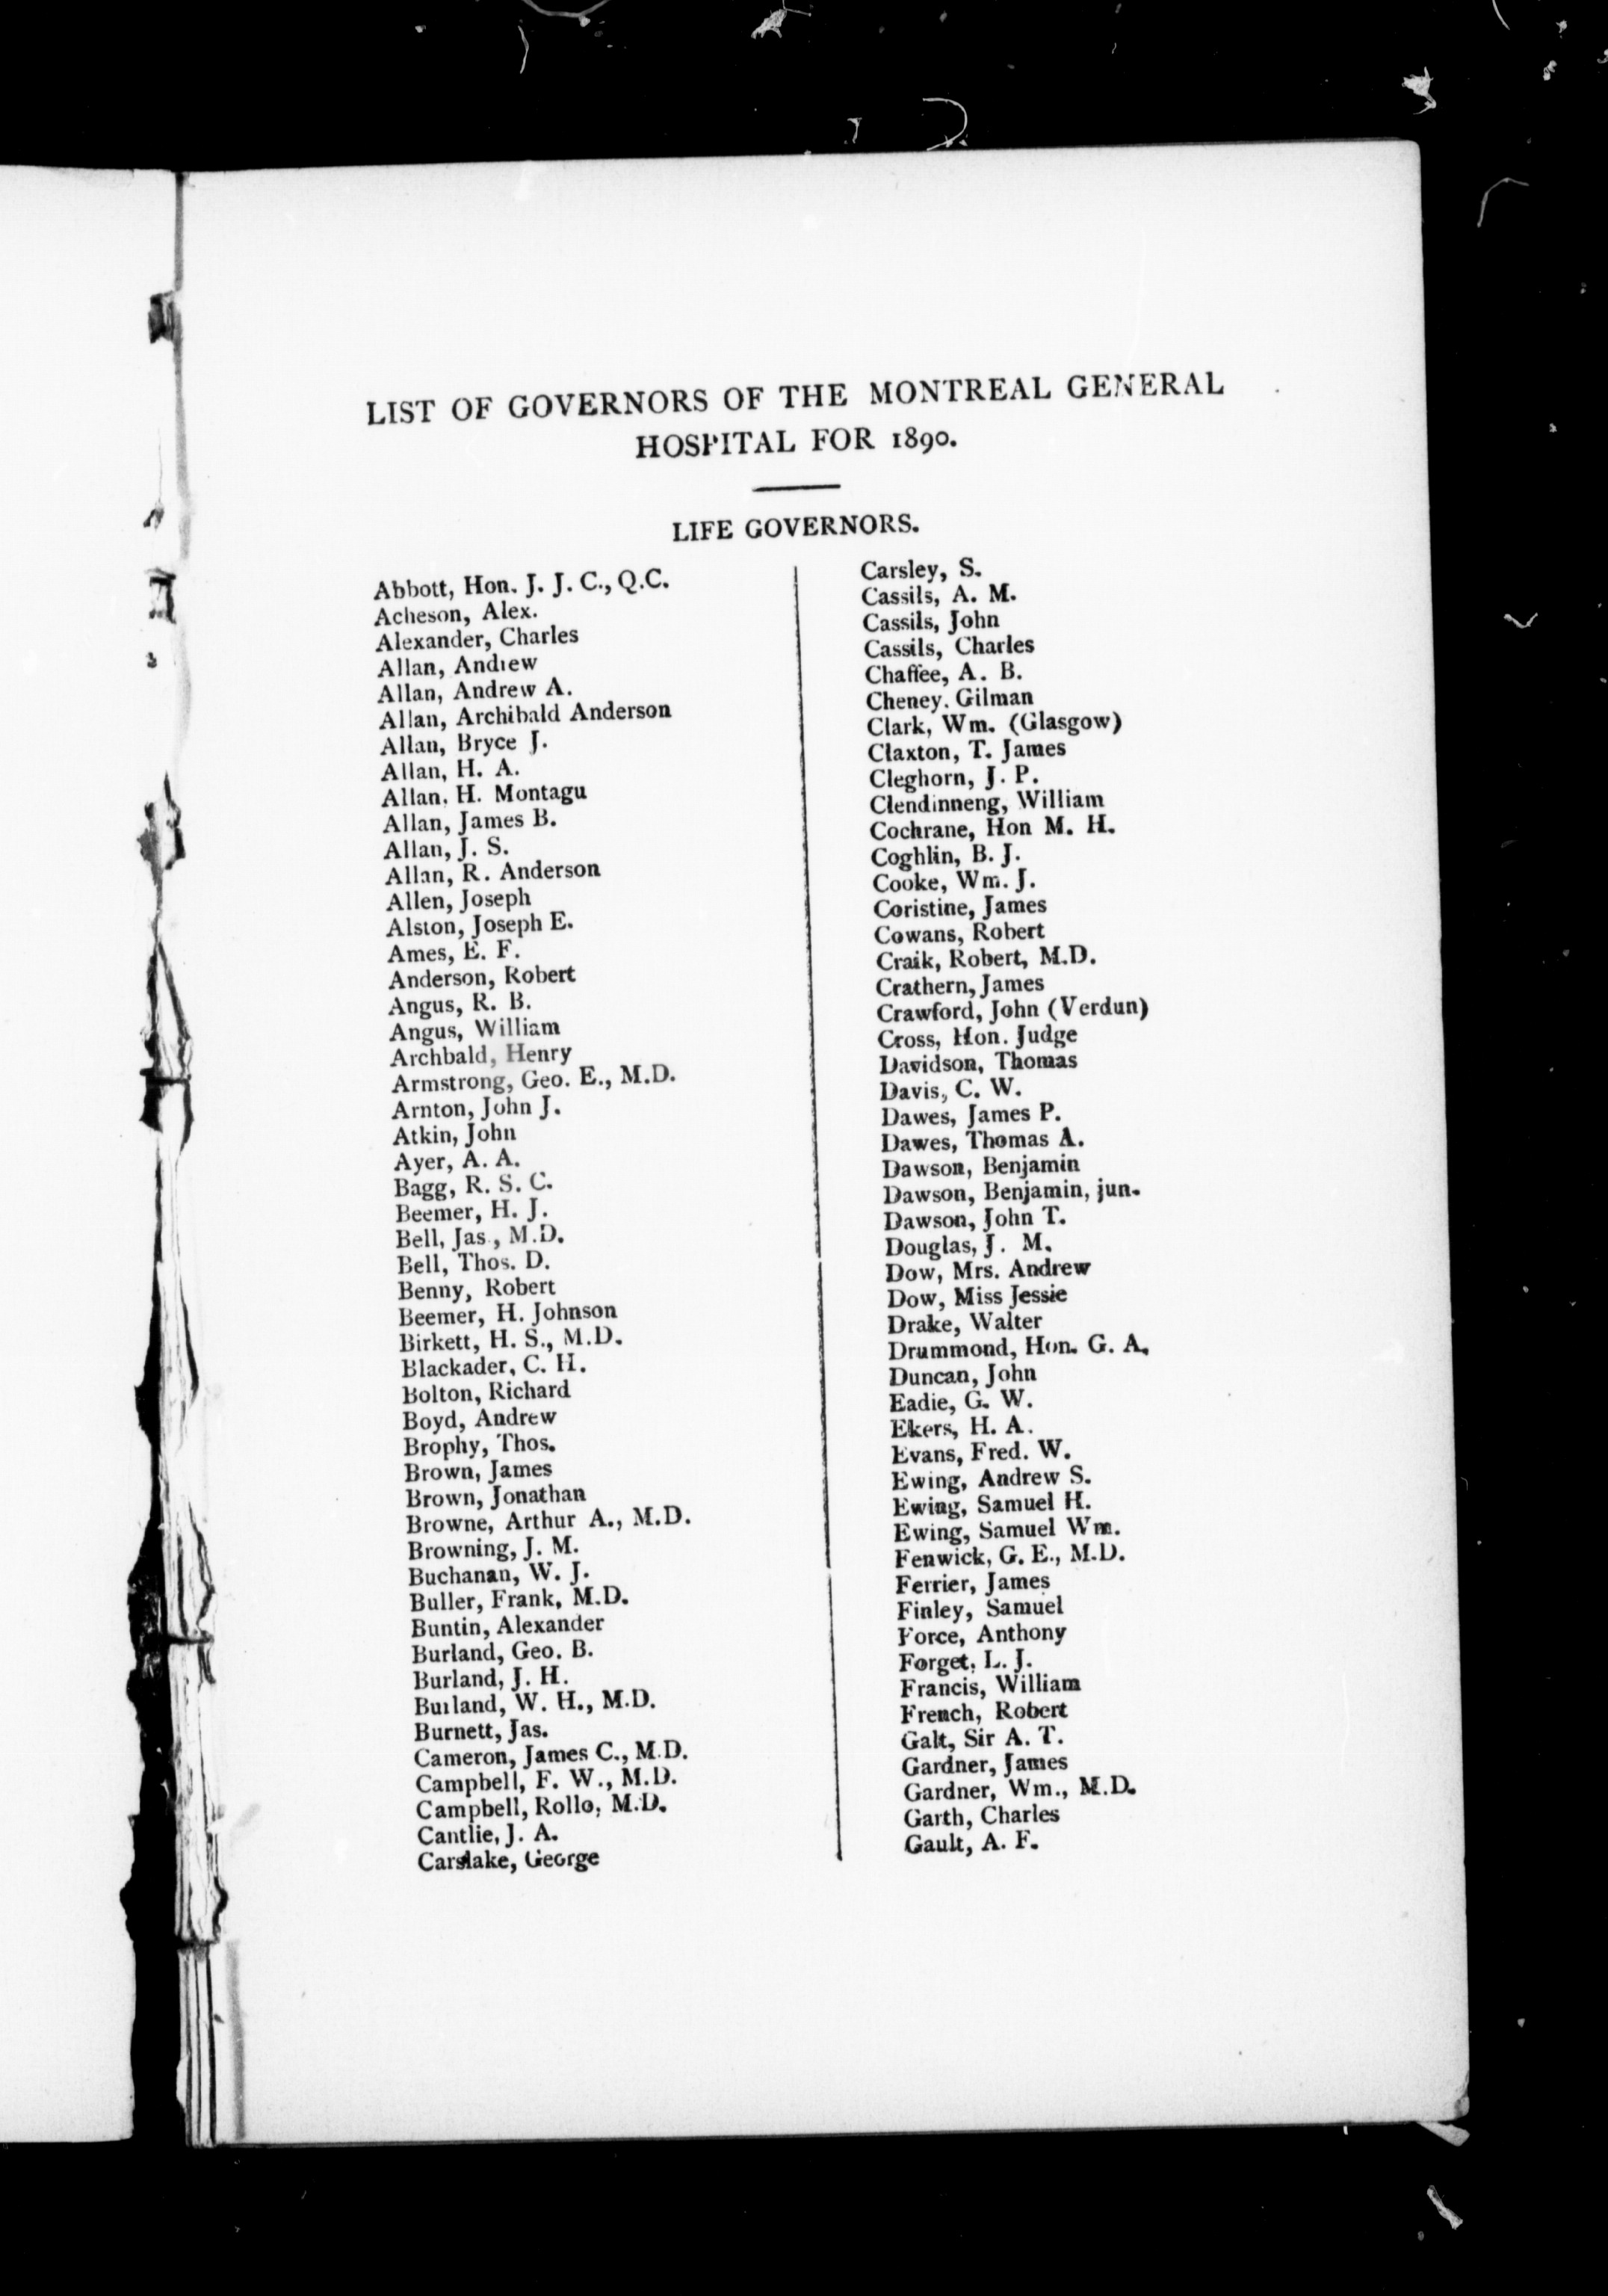 LIST OF GOVERNORS OF THE MONTREAL GENERAL
HOSPITAL FOR 1890.
LIFE GOVERNORS.
Abbott, Hon. J. J. C., Q.C.
Acheson, Alex.
Alexander, Charles
Allan, Andrew
Allan, Andrew A.
Allan, Archibald Anderson
Allan, Bryce J.
Allan, H. A.
Allan, H. Montagu
Allan, James B.
Allan, J. S.
Allan, R. Anderson
Allen, Joseph
Alston, Joseph E.
Ames, E. F.
Anderson, Robert
Angus, R. B.
Angus, William
Archbald, Henry
Armstrong, Geo. E., M.D.
Arnton, John J.
Atkin, John
Ayer, A. A.
Bagg, R. S. C.
Beemer, H. J.
Bell, Jas., M.D.
Bell, Thos. D.
Benny, Robert
Beemer, H. Johnson
Birkett, H. S., M.D.
Blackader, C. H.
Bolton, Richard
Boyd, Andrew
Brophy, Thos.
Brown, James
Brown, Jonathan
Browne, Arthur A., M.D.
Browning, J. M.
Buchanan, W. J.
Buller, Frank, M.D.
Buntin, Alexander
Burland, Geo. B.
Burland, J. H.
Burland, W. H., M.D.
Burnett, Jas.
Cameron, James C., M.D.
Campbell, F. W., M.D.
Campbell, Rollo, M.D.
Cantlie, J. A.
Carslake, George
Carsley, S.
Cassils, A. M.
Cassils, John
Cassils, Charles
Chaffee, A. B.
Cheney. Gilman
Clark, Wm. (Glasgow)
Claxton, T. James
Cleghorn, J. P.
Clendinneng, William
Cochrane, Hon M. H.
Coghlin, B. J.
Cooke, Wm. J.
Coristine, James
Cowans, Robert
Craik, Robert, M.D.
Crathern, James
Crawford, John (Verdun)
Cross, Hon. Judge
Davidson, Thomas
Davis, C. W.
Dawes, James P.
Dawes, Thomas A.
Dawson, Benjamin
Dawson, Benjamin, jun.
Dawson, John T.
Douglas, J. M.
Dow, Mrs. Andrew
Dow, Miss Jessie
Drake, Walter
Drummond, Hon. G. A.
Duncan, John
Eadie, G. W.
Ekers, H. A.
Evans, Fred. W.
Ewing, Andrew S.
Ewing, Samuel H.
Ewing, Samuel Wm.
Fenwick, G. E., M.D.
Ferrier, James
Finley, Samuel
Force, Anthony
Forget, L. J.
Francis, William
French, Robert
Galt, Sir A. T.
Gardner, James
Gardner, Wm., M.D.
Garth, Charles
Gault, A. F.